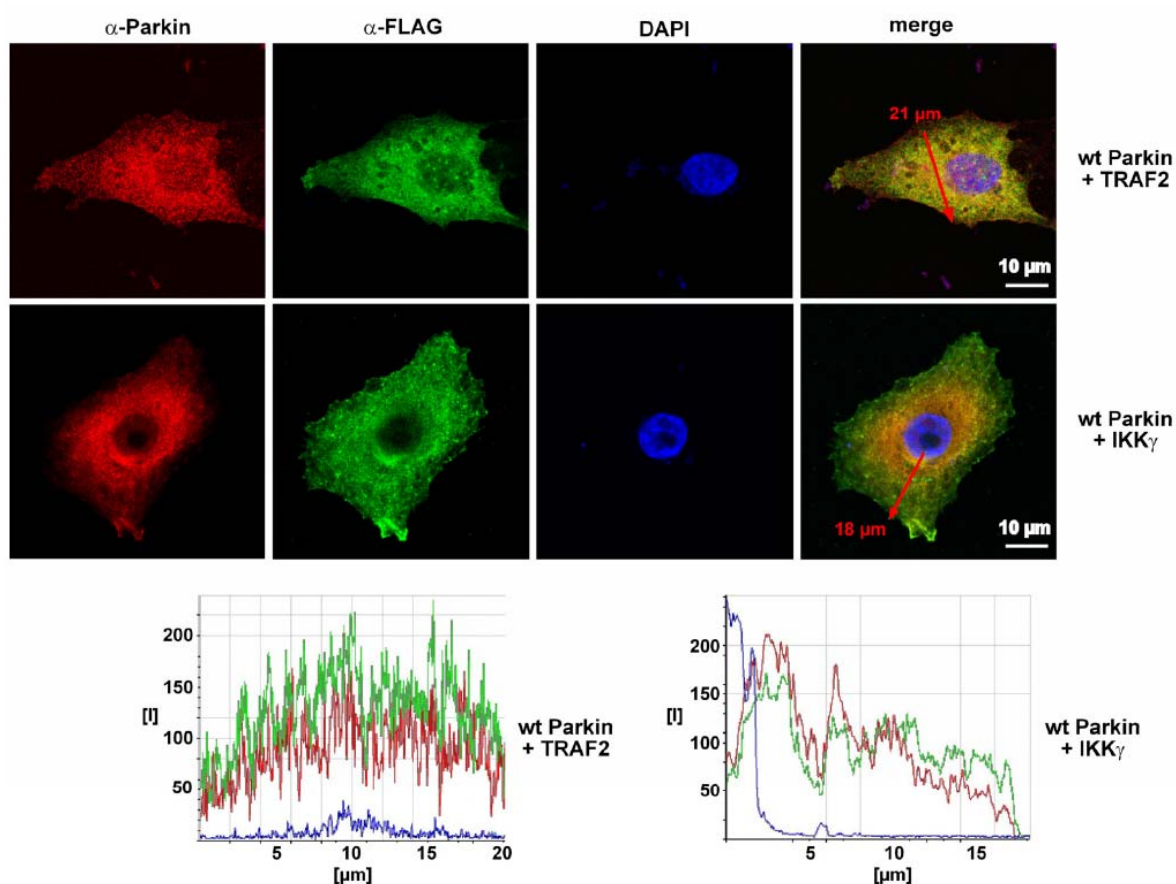 α-Parkin α-FLAG DAPI merge
21 µm
wt Parkin
+ TRAF2
10 µm
wt Parkin
+ IKKγ
18 µm
10 µm
200
150
[I]
100
50
5 10 15 20
[µm]
wt Parkin
+ TRAF2
200
150
[I]
100
50
5 10 15
[µm]
wt Parkin
+ IKKγ